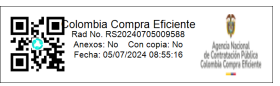 Colombia Compra Eficiente
Rad No. RS20240705009588
Anexos: No Con copia: No
Fecha: 05/07/2024 08:55:16
Agencia Nacional
de Contratación Pública
Colombia Compra Eficiente